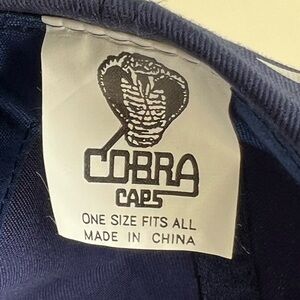 COBRA
CAPS
ONE SIZE FITS ALL
MADE IN CHINA